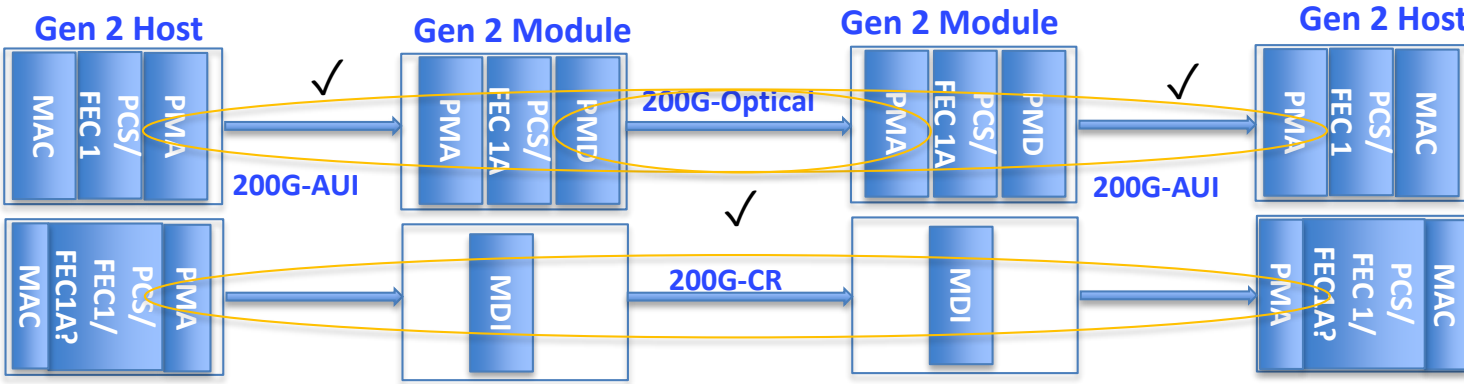 Gen 2 Host
Gen 2 Module
Gen 2 Module
Gen 2 Host
MAC
PCS/
FEC 1
PMA
✓
200G-AUI
PMA
PCS/
FEC 1A
PMD
200G-Optical
✓
PMA
PCS/
FEC 1A
PMD
✓
200G-AUI
PMA
PCS/
FEC 1
MAC
MAC
PCS/
FEC1/
FEC1A?
PMA
MDI
200G-CR
MDI
PMA
PCS/
FEC 1/
FEC1A?
MAC